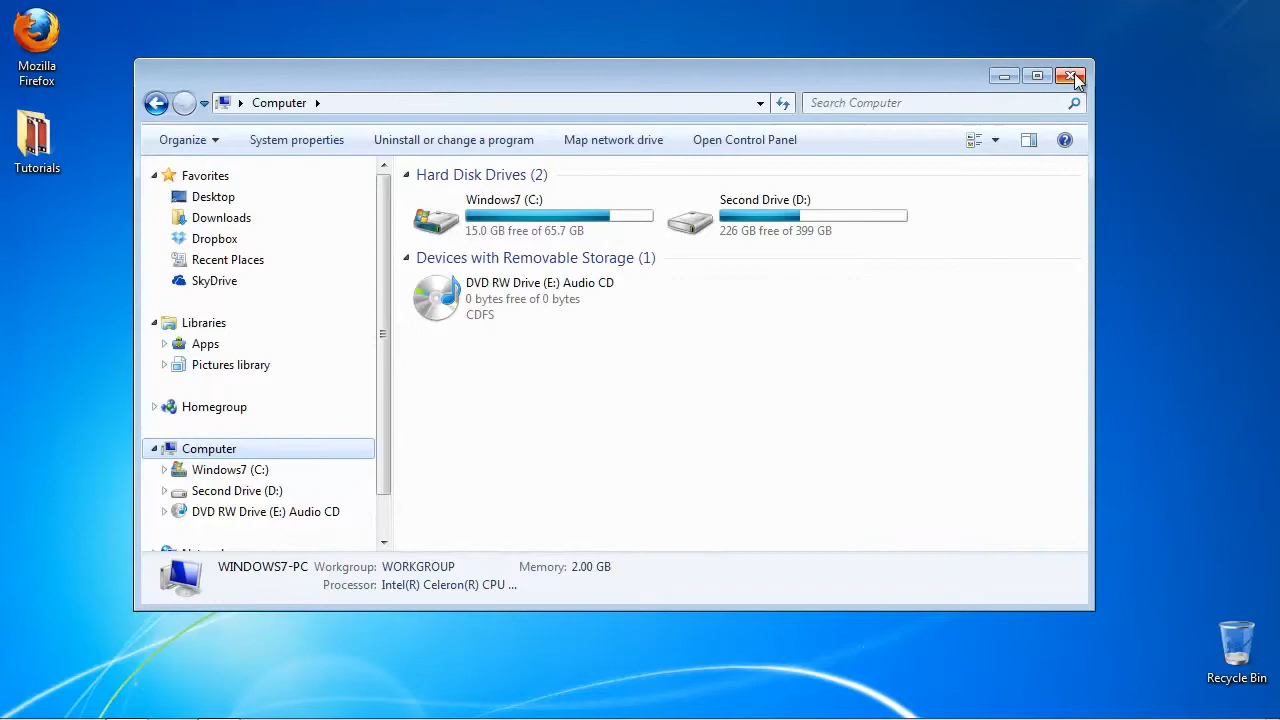 Mozilla
Firefox
Tutorials
Computer
Search Computer
Organize
System properties
Uninstall or change a program
Map network drive
Open Control Panel
Favorites
Desktop
Downloads
Dropbox
Recent Places
SkyDrive
Libraries
Apps
Pictures library
Homegroup
Computer
Windows7 (C:)
Second Drive (D:)
DVD RW Drive (E:) Audio CD
Hard Disk Drives (2)
Windows7 (C:)
15.0 GB free of 65.7 GB
Second Drive (D:)
226 GB free of 399 GB
Devices with Removable Storage (1)
DVD RW Drive (E:) Audio CD
0 bytes free of 0 bytes
CDFS
WINDOWS7-PC
Workgroup: WORKGROUP
Memory: 2.00 GB
Processor: Intel(R) Celeron(R) CPU ...
Recycle Bin